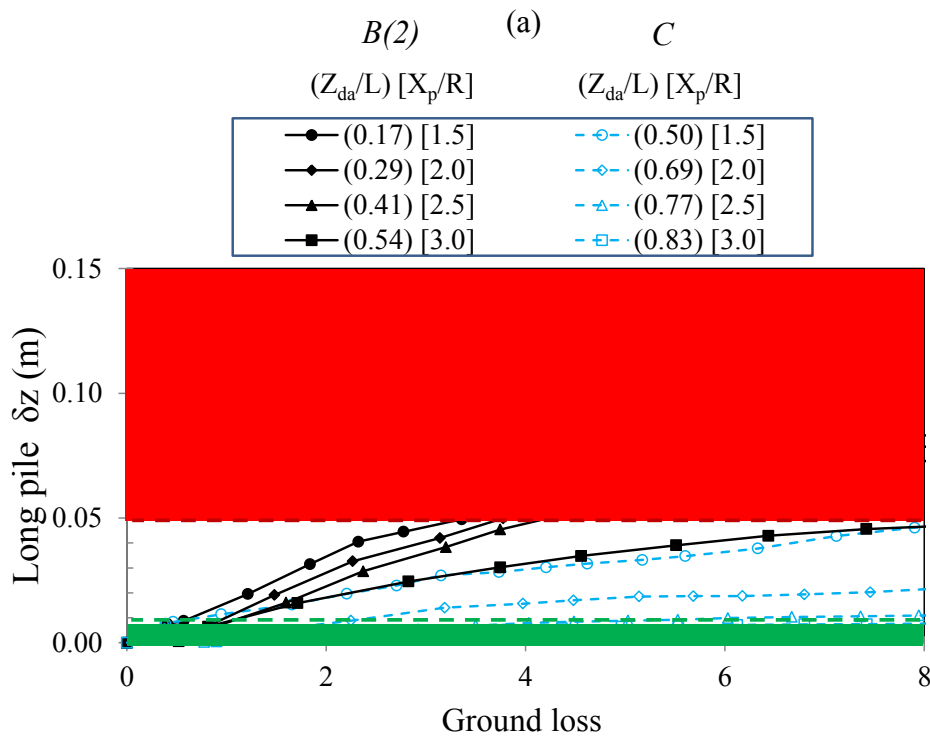 B(2) (a) C
(Z_da/L) [X_p/R] (Z_da/L) [X_p/R]
(0.17) [1.5] (0.50) [1.5]
(0.29) [2.0] (0.69) [2.0]
(0.41) [2.5] (0.77) [2.5]
(0.54) [3.0] (0.83) [3.0]
0.15
0.10
0.05
0.00
Long pile δz (m)
0 2 4 6 8
Ground loss